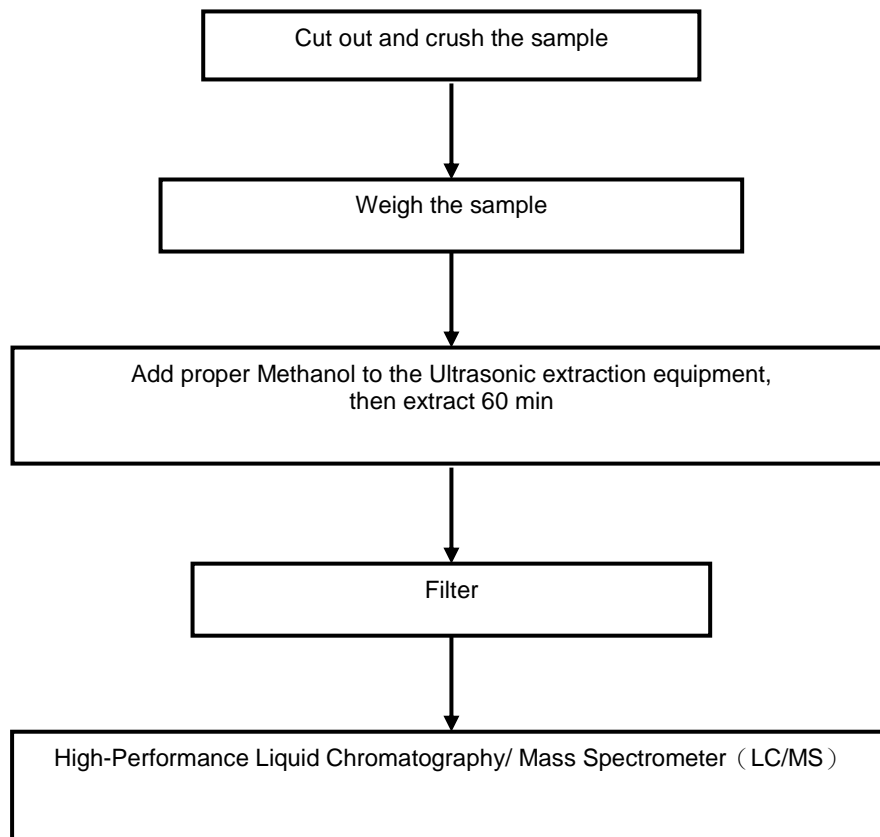 Cut out and crush the sample
Weigh the sample
Add proper Methanol to the Ultrasonic extraction equipment,
then extract 60 min
Filter
High-Performance Liquid Chromatography/ Mass Spectrometer（LC/MS）